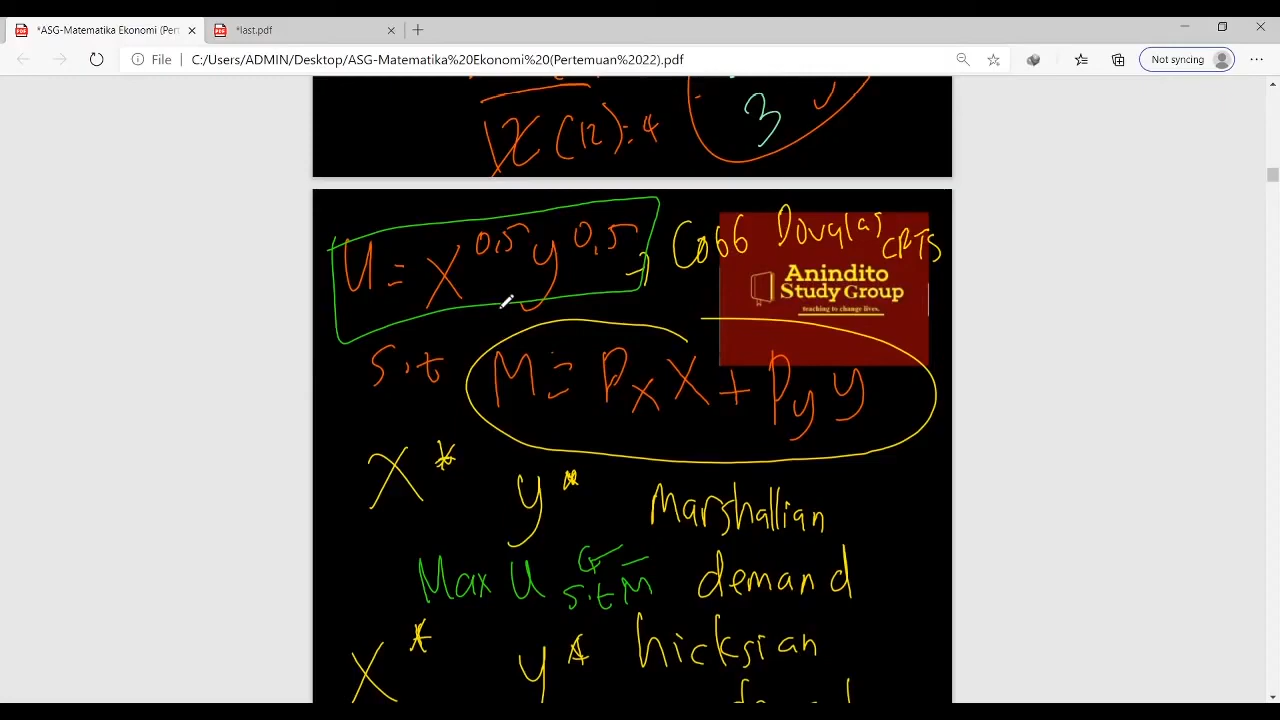 *ASG-Matematika Ekonomi (Per
*last.pdf
File C:/Users/ADMIN/Desktop/ASG-Matematika%20Ekonomi%20(Pertemuan%2022).pdf
Not syncing
(12) = 4
3
U = X^0,5 y^0,5 → Cobb Douglas CRTS
Anindito
Study Group
teaching to change lives.
s.t M = Px X + Py y
X* y* Marshallian
Max U s.t M demand
X* y* hicksian